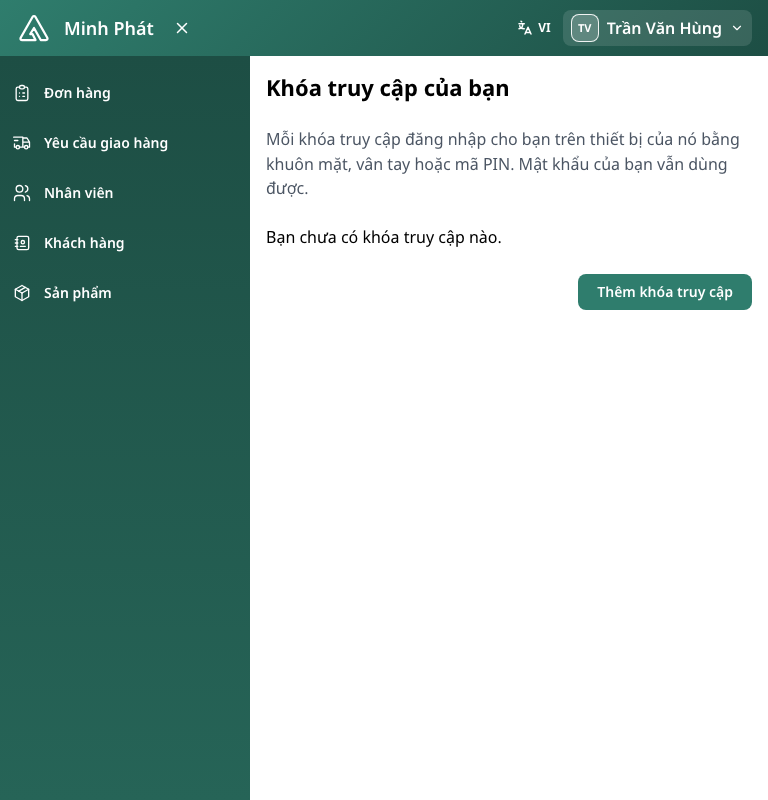 Minh Phát
VI
TV
Trần Văn Hùng
Đơn hàng
Yêu cầu giao hàng
Nhân viên
Khách hàng
Sản phẩm
Khóa truy cập của bạn
Mỗi khóa truy cập đăng nhập cho bạn trên thiết bị của nó bằng
khuôn mặt, vân tay hoặc mã PIN. Mật khẩu của bạn vẫn dùng
được.
Bạn chưa có khóa truy cập nào.
Thêm khóa truy cập